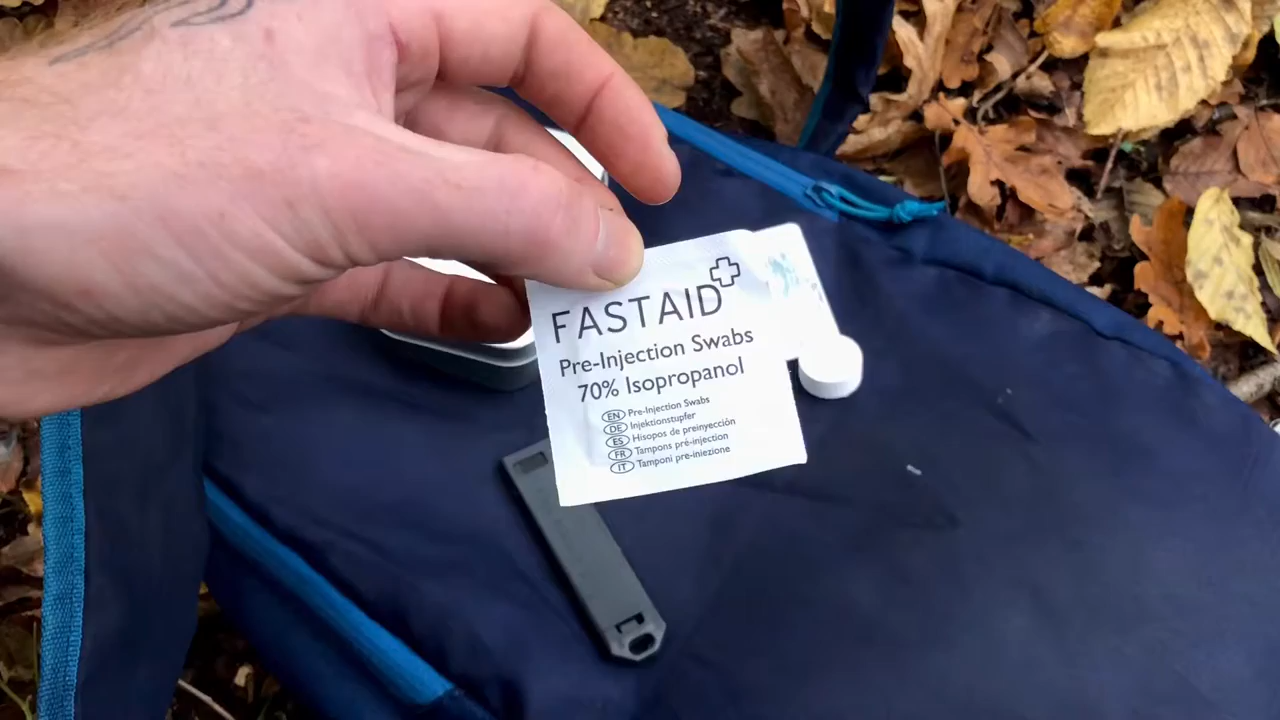 FASTAID
Pre-Injection Swabs
70% Isopropanol
EN Pre-Injection Swabs
DE Injektionstupfer
ES Hisopos de preinyección
FR Tampons pré-injection
IT Tamponi pre-iniezione